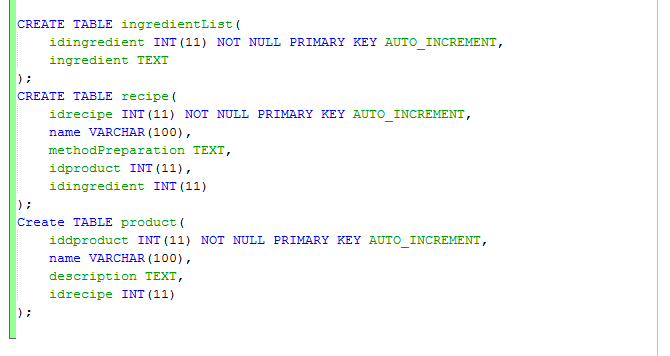 CREATE TABLE ingredientList(
idingredient INT(11) NOT NULL PRIMARY KEY AUTO_INCREMENT,
ingredient TEXT
);
CREATE TABLE recipe(
idrecipe INT(11) NOT NULL PRIMARY KEY AUTO_INCREMENT,
name VARCHAR(100),
methodPreparation TEXT,
idproduct INT(11),
idingredient INT(11)
);
Create TABLE product(
iddproduct INT(11) NOT NULL PRIMARY KEY AUTO_INCREMENT,
name VARCHAR(100),
description TEXT,
idrecipe INT(11)
);